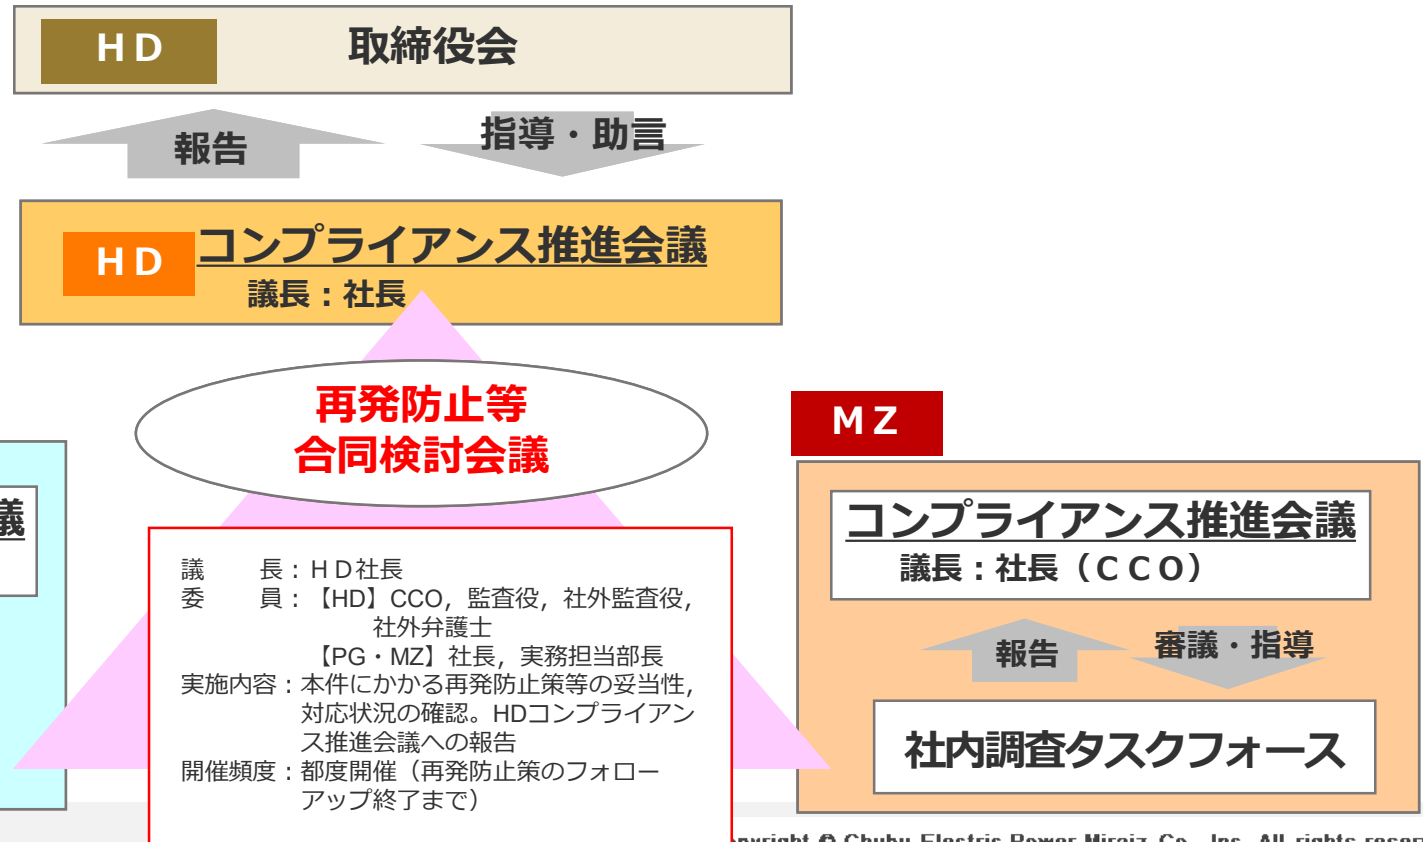 HD 取締役会
報告
指導・助言
HD コンプライアンス推進会議
議長：社長
再発防止等
合同検討会議
議
議　長：ＨＤ社長
委　員：【HD】CCO，監査役，社外監査役，
社外弁護士
【PG・MZ】社長，実務担当部長
実施内容：本件にかかる再発防止策等の妥当性，
対応状況の確認。HDコンプライアン
ス推進会議への報告
開催頻度：都度開催（再発防止策のフォロー
アップ終了まで）
MZ
コンプライアンス推進会議
議長：社長（ＣＣＯ）
報告
審議・指導
社内調査タスクフォース
Chubu Electric Power Miraiz Co., Inc. All rights